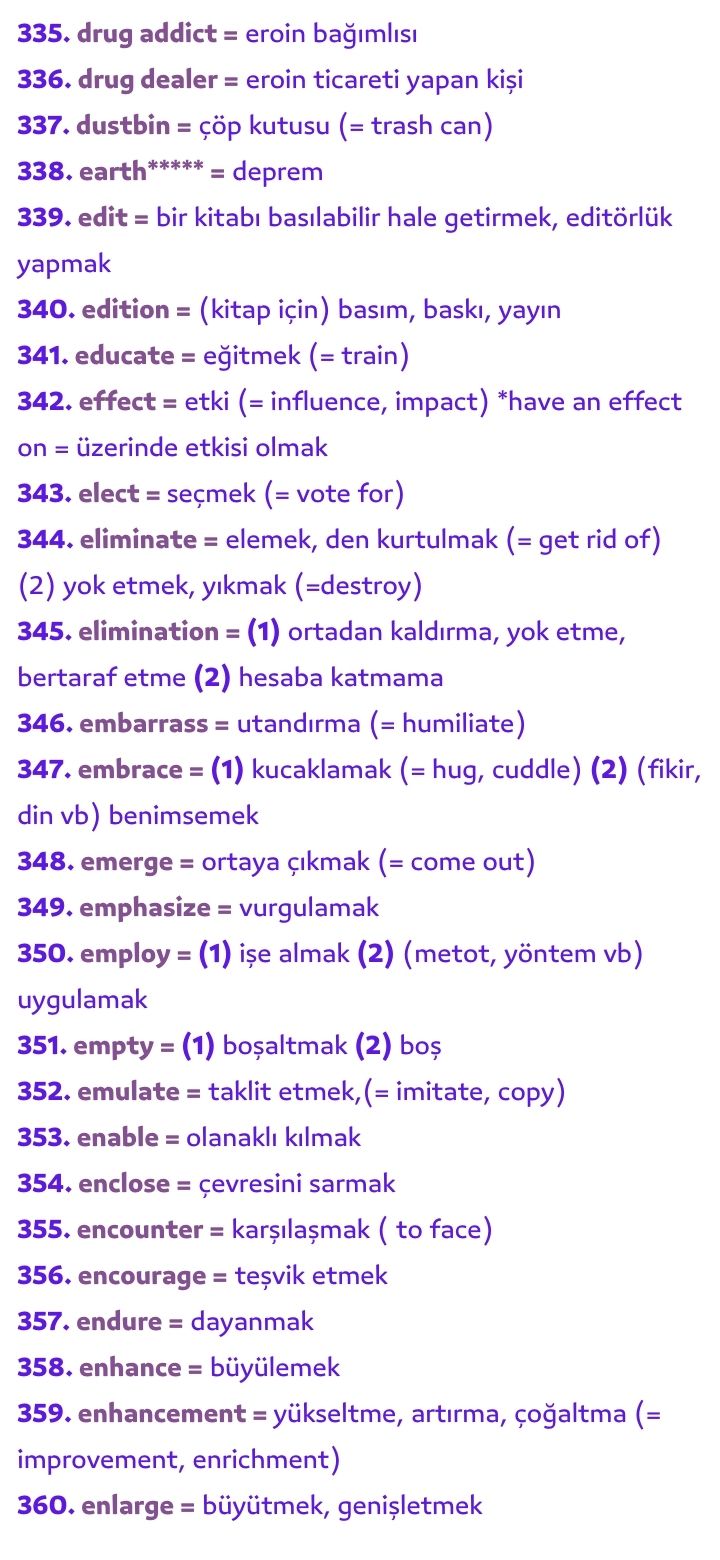 335. drug addict = eroin bağımlısı
336. drug dealer = eroin ticareti yapan kişi
337. dustbin = çöp kutusu (= trash can)
338. earth***** = deprem
339. edit = bir kitabı basılabilir hale getirmek, editörlük
yapmak
340. edition = (kitap için) basım, baskı, yayın
341. educate = eğitmek (= train)
342. effect = etki (= influence, impact) *have an effect
on = üzerinde etkisi olmak
343. elect = seçmek (= vote for)
344. eliminate = elemek, den kurtulmak (= get rid of)
(2) yok etmek, yıkmak (=destroy)
345. elimination = (1) ortadan kaldırma, yok etme,
bertaraf etme (2) hesaba katmama
346. embarrass = utandırma (= humiliate)
347. embrace = (1) kucaklamak (= hug, cuddle) (2) (fikir,
din vb) benimsemek
348. emerge = ortaya çıkmak (= come out)
349. emphasize = vurgulamak
350. employ = (1) işe almak (2) (metot, yöntem vb)
uygulamak
351. empty = (1) boşaltmak (2) boş
352. emulate = taklit etmek,(= imitate, copy)
353. enable = olanaklı kılmak
354. enclose = çevresini sarmak
355. encounter = karşılaşmak ( to face)
356. encourage = teşvik etmek
357. endure = dayanmak
358. enhance = büyülemek
359. enhancement = yükseltme, artırma, çoğaltma (=
improvement, enrichment)
360. enlarge = büyütmek, genişletmek